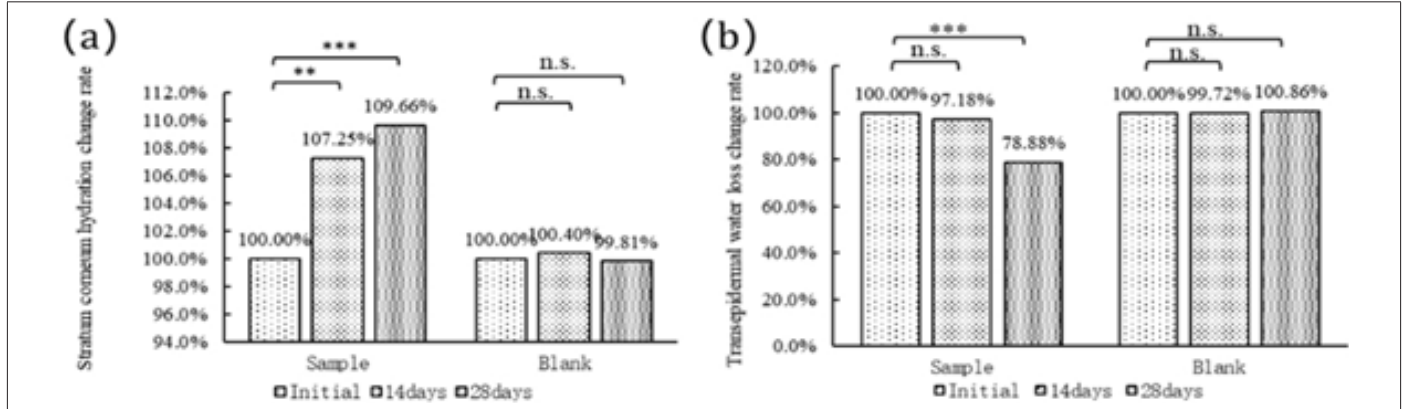 (a)
Stratum corneum hydration change rate
112.0%
110.0%
108.0%
106.0%
104.0%
102.0%
100.0%
98.0%
96.0%
94.0%
***
**
n.s.
n.s.
100.00%
107.25%
109.66%
100.00%
100.40%
99.81%
Sample
Blank
Initial 14days 28days
(b)
Transepidermal water loss change rate
120.0%
100.0%
80.0%
60.0%
40.0%
20.0%
0.0%
***
n.s.
n.s.
n.s.
100.00%
97.18%
78.88%
100.00%
99.72%
100.86%
Sample
Blank
Initial 14days 28days